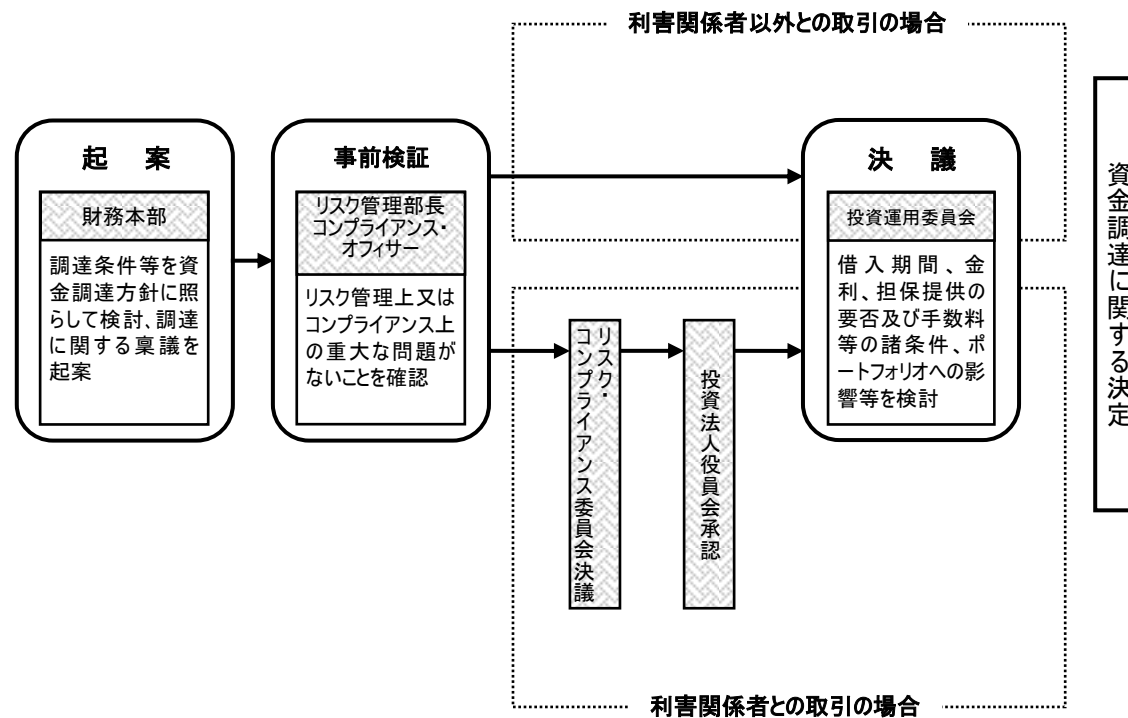 利害関係者以外との取引の場合
起　案
財務本部
調達条件等を資
金調達方針に照
らして検討、調達
に関する稟議を
起案
事前検証
リスク管理部長
コンプライアンス・
オフィサー
リスク管理上又は
コンプライアンス上
の重大な問題が
ないことを確認
リスク・
コンプライアンス委員会決議
投資法人役員会承認
決　議
投資運用委員会
借入期間、金
利、担保提供の
要否及び手数料
等の諸条件、ポ
ートフォリオへの影
響等を検討
資金調達に関する決定
利害関係者との取引の場合